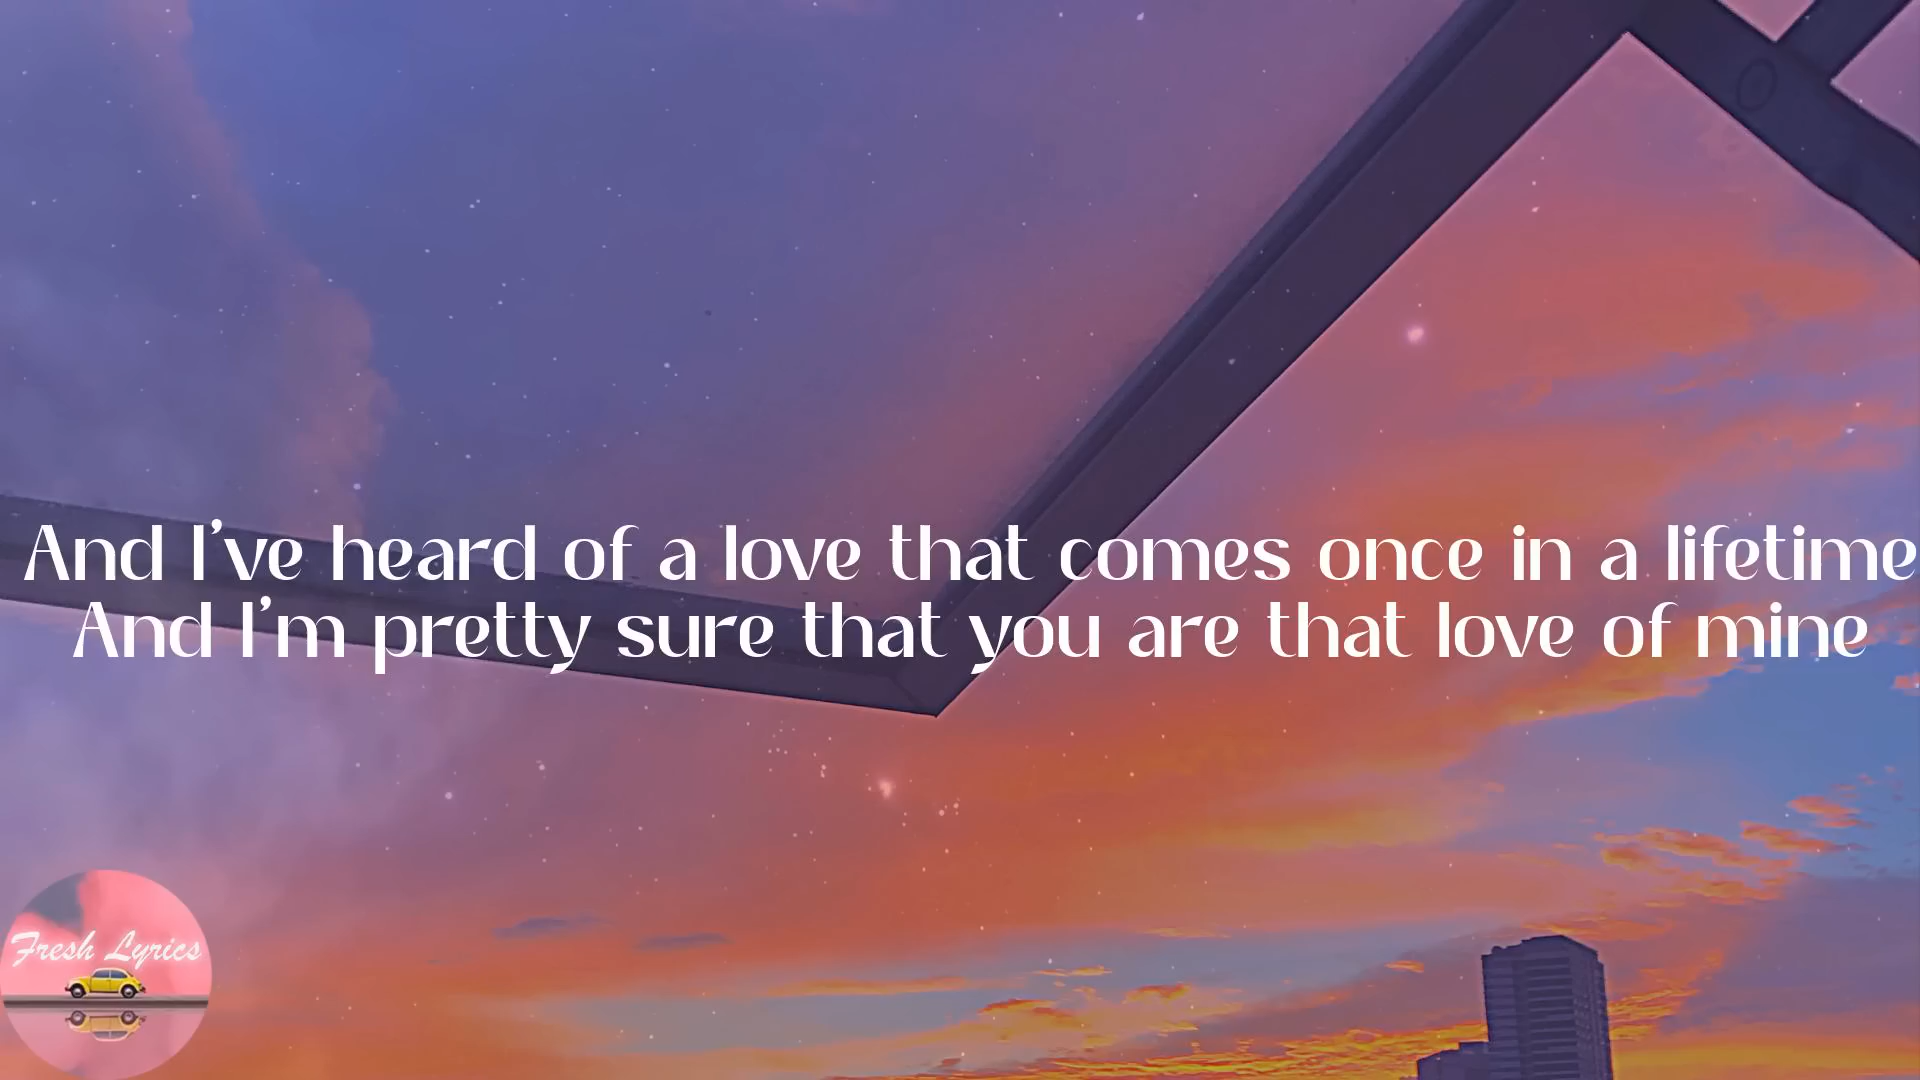 And I've heard of a love that comes once in a lifetime
And I'm pretty sure that you are that love of mine
Fresh Lyrics